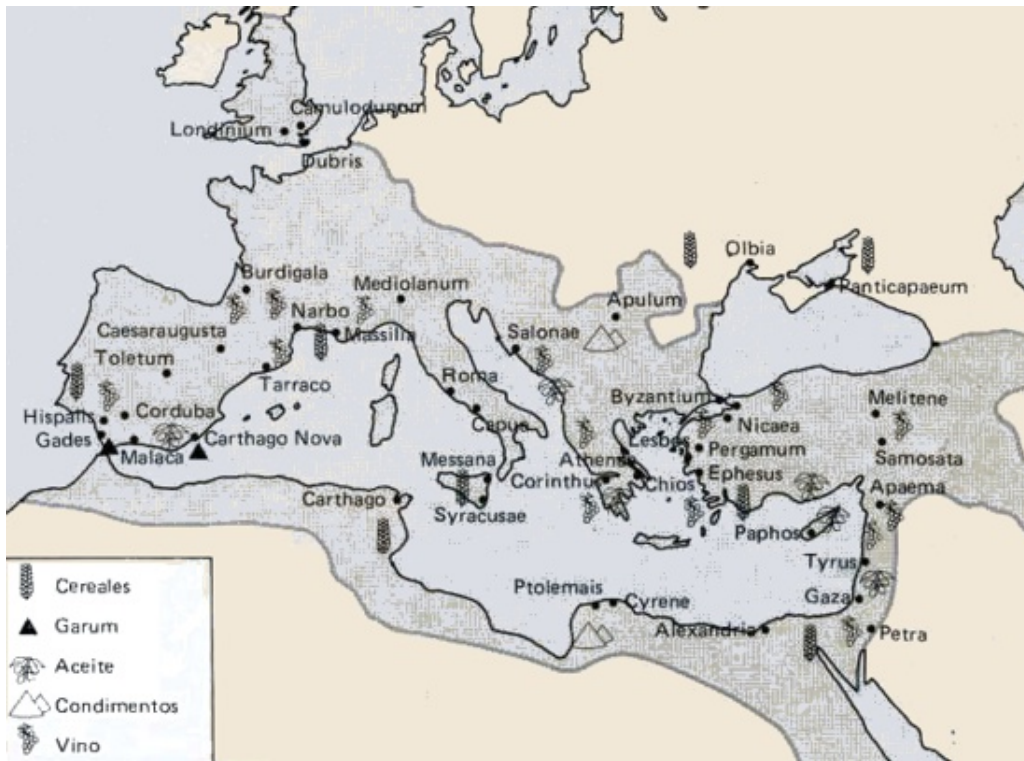 Camulodunum
Londinium
Dubris
Olbia
Burdigala
Mediolanum
Panticapaeum
Apulum
Narbo
Caesaraugusta
Massilia
Salonae
Toletum
Tarraco
Roma
Byzantium
Melitene
Hispalis
Corduba
Capua
Nicaea
Gades
Carthago Nova
Lesbos
Pergamum
Malaca
Messana
Athenae
Samosata
Corinthus
Chios
Ephesus
Apaema
Carthago
Syracusae
Paphos
Tyrus
Ptolemais
Cyrene
Gaza
Alexandria
Petra
Cereales
Garum
Aceite
Condimentos
Vino